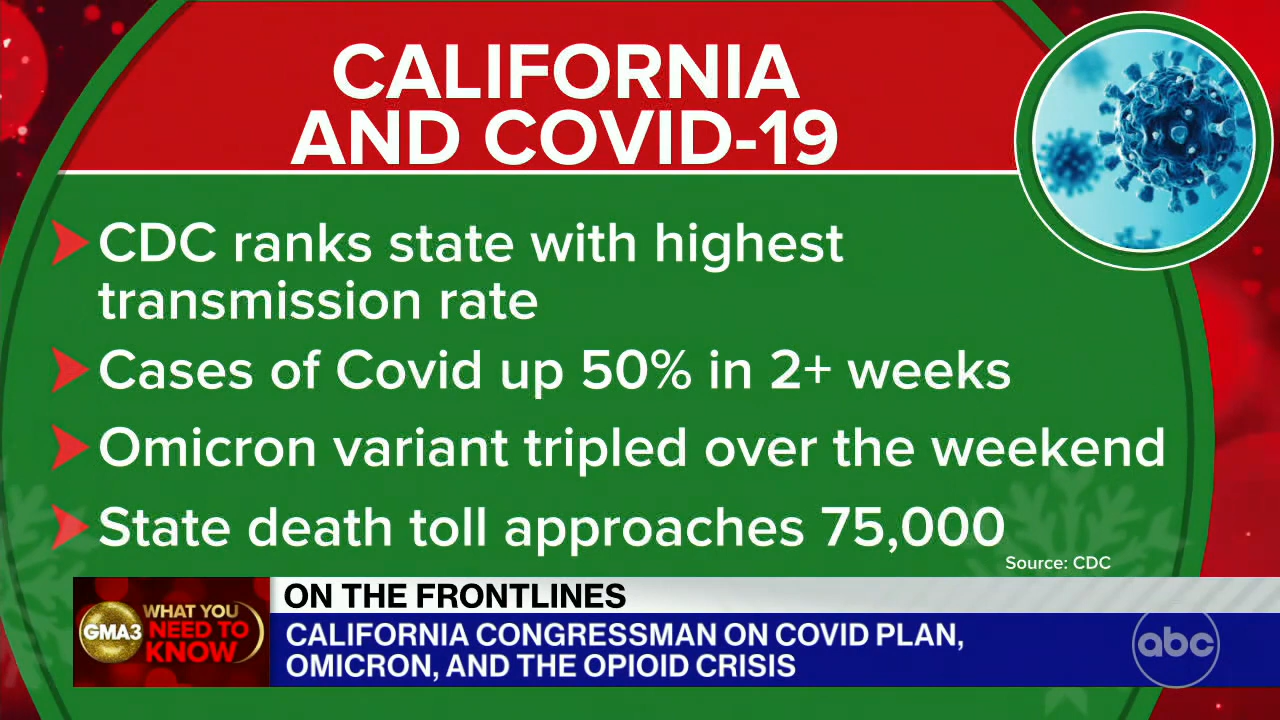 CALIFORNIA
AND COVID-19
CDC ranks state with highest
transmission rate
Cases of Covid up 50% in 2+ weeks
Omicron variant tripled over the weekend
State death toll approaches 75,000
Source: CDC
ON THE FRONTLINES
GMA3
WHAT YOU
NEED TO
KNOW
CALIFORNIA CONGRESSMAN ON COVID PLAN,
OMICRON, AND THE OPIOID CRISIS
abc